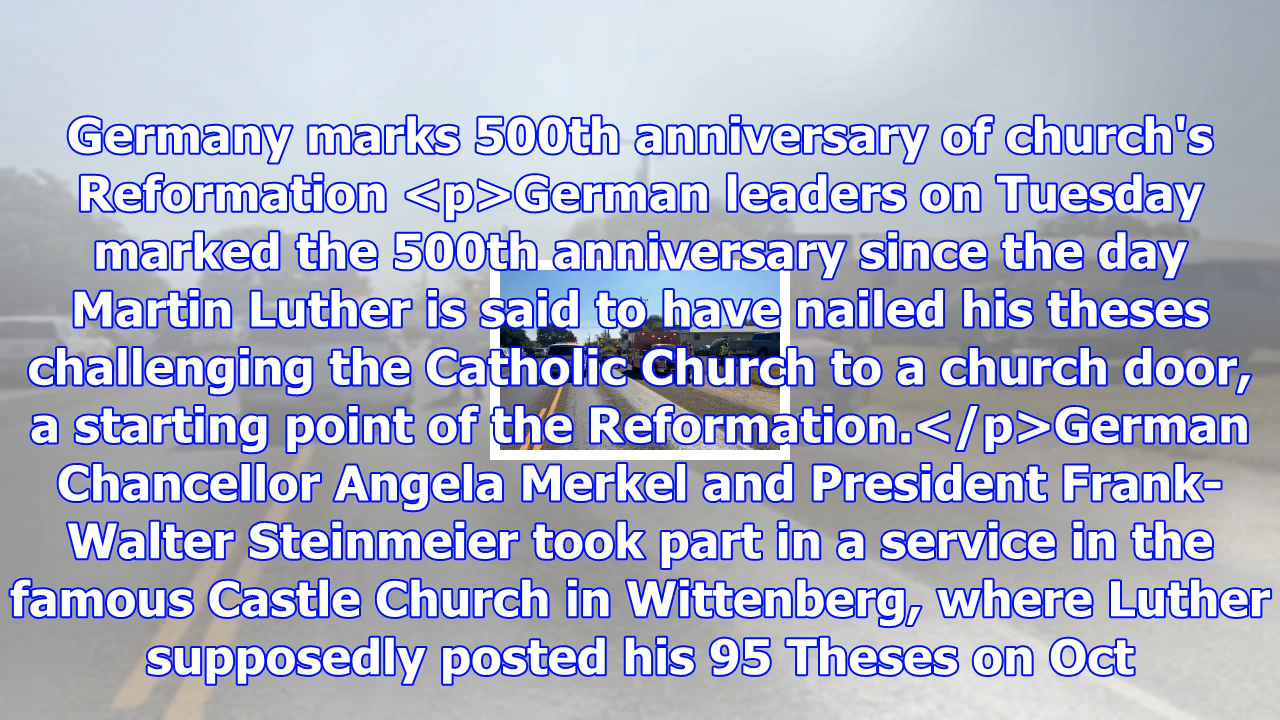 Germany marks 500th anniversary of church's
Reformation <p>German leaders on Tuesday
marked the 500th anniversary since the day
Martin Luther is said to have nailed his theses
challenging the Catholic Church to a church door,
a starting point of the Reformation.</p>German
Chancellor Angela Merkel and President Frank-
Walter Steinmeier took part in a service in the
famous Castle Church in Wittenberg, where Luther
supposedly posted his 95 Theses on Oct